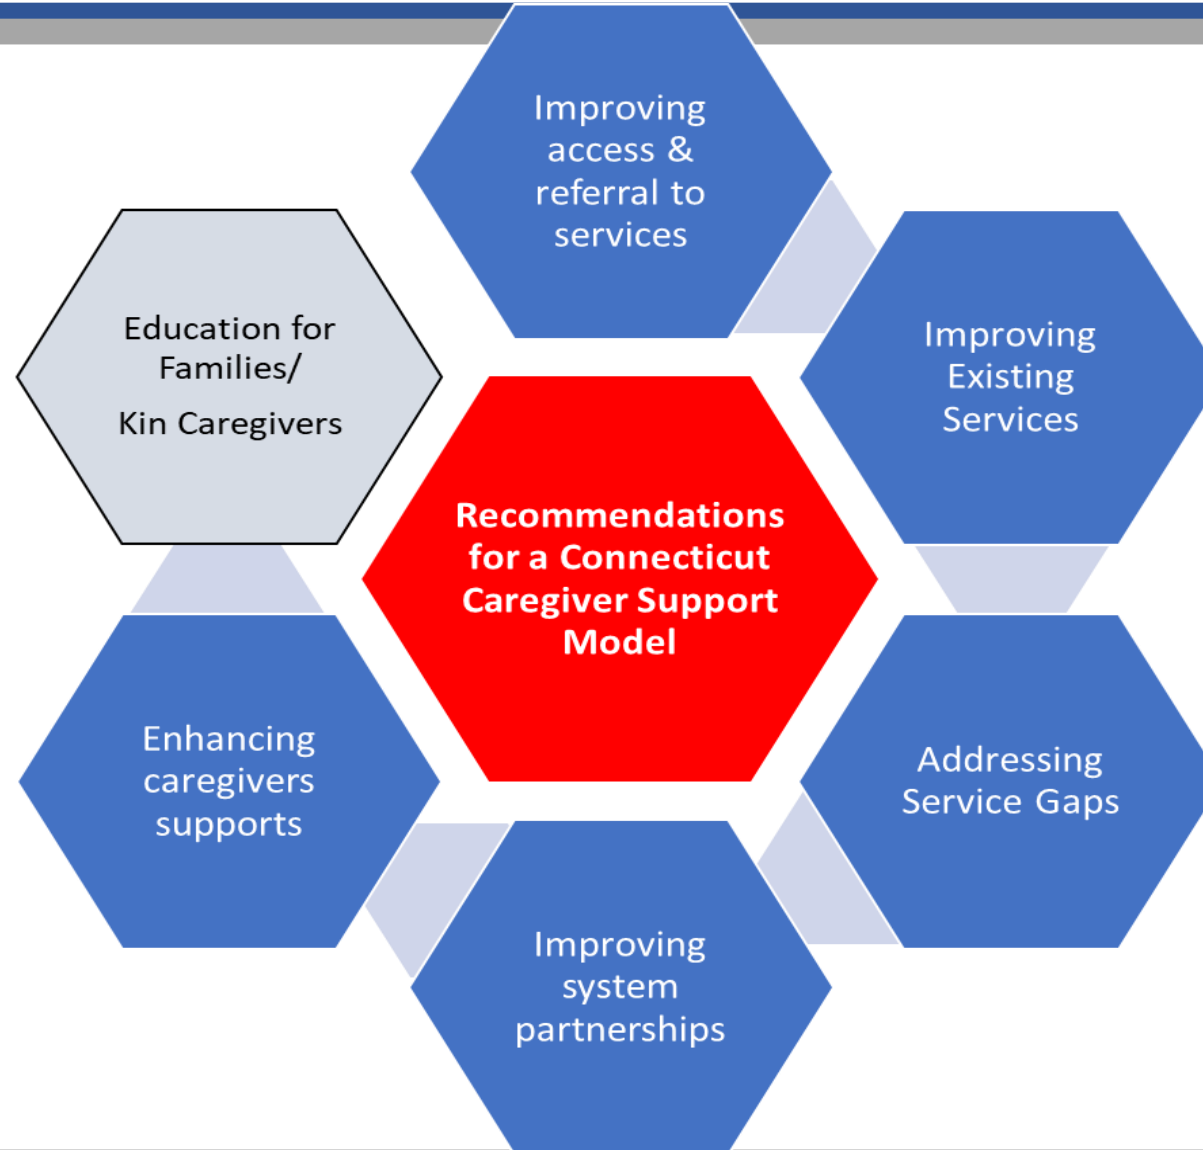 Improving
access &
referral to
services
Education for
Families/
Kin Caregivers
Improving
Existing
Services
Recommendations
for a Connecticut
Caregiver Support
Model
Enhancing
caregivers
supports
Addressing
Service Gaps
Improving
system
partnerships